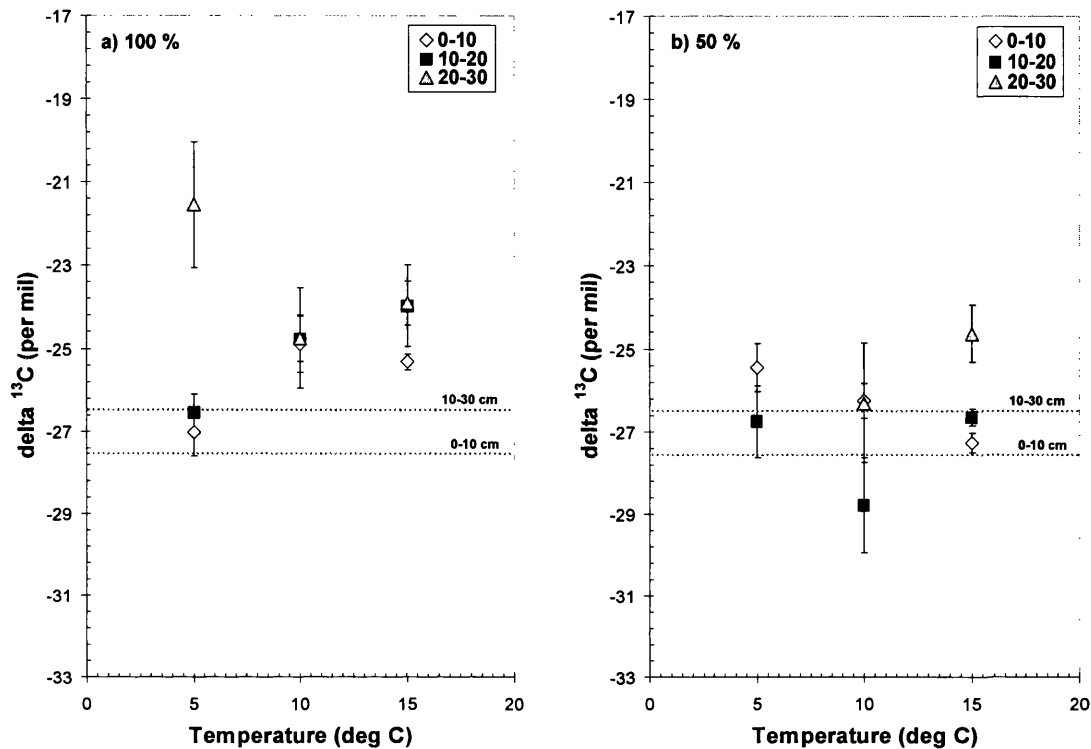 a) 100 %
0-10
10-20
20-30
-17
-19
-21
-23
-25
-27
-29
-31
-33
delta ¹³C (per mil)
10-30 cm
0-10 cm
0 5 10 15 20
Temperature (deg C)
b) 50 %
0-10
10-20
20-30
-17
-19
-21
-23
-25
-27
-29
-31
-33
delta ¹³C (per mil)
10-30 cm
0-10 cm
0 5 10 15 20
Temperature (deg C)